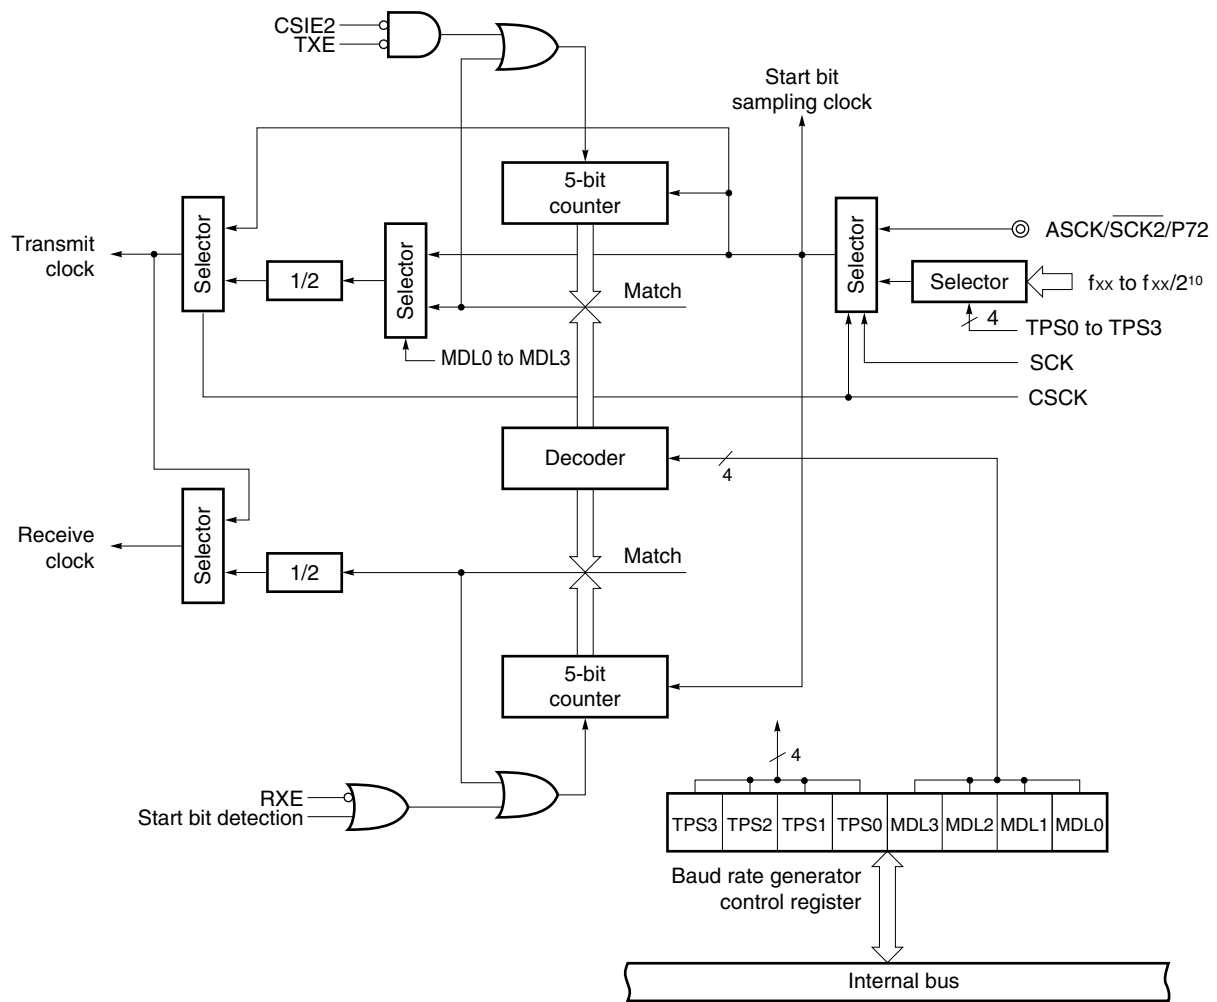 CSIE2
TXE
Start bit
sampling clock
5-bit
counter
Selector
Selector
Selector
ASCK/SCK2/P72
Transmit
clock
1/2
Selector
fxx to fxx/2¹⁰
Match
4
TPS0 to TPS3
MDL0 to MDL3
SCK
CSCK
Decoder
4
Selector
Receive
clock
1/2
Match
5-bit
counter
4
RXE
Start bit detection
TPS3 TPS2 TPS1 TPS0 MDL3 MDL2 MDL1 MDL0
Baud rate generator
control register
Internal bus